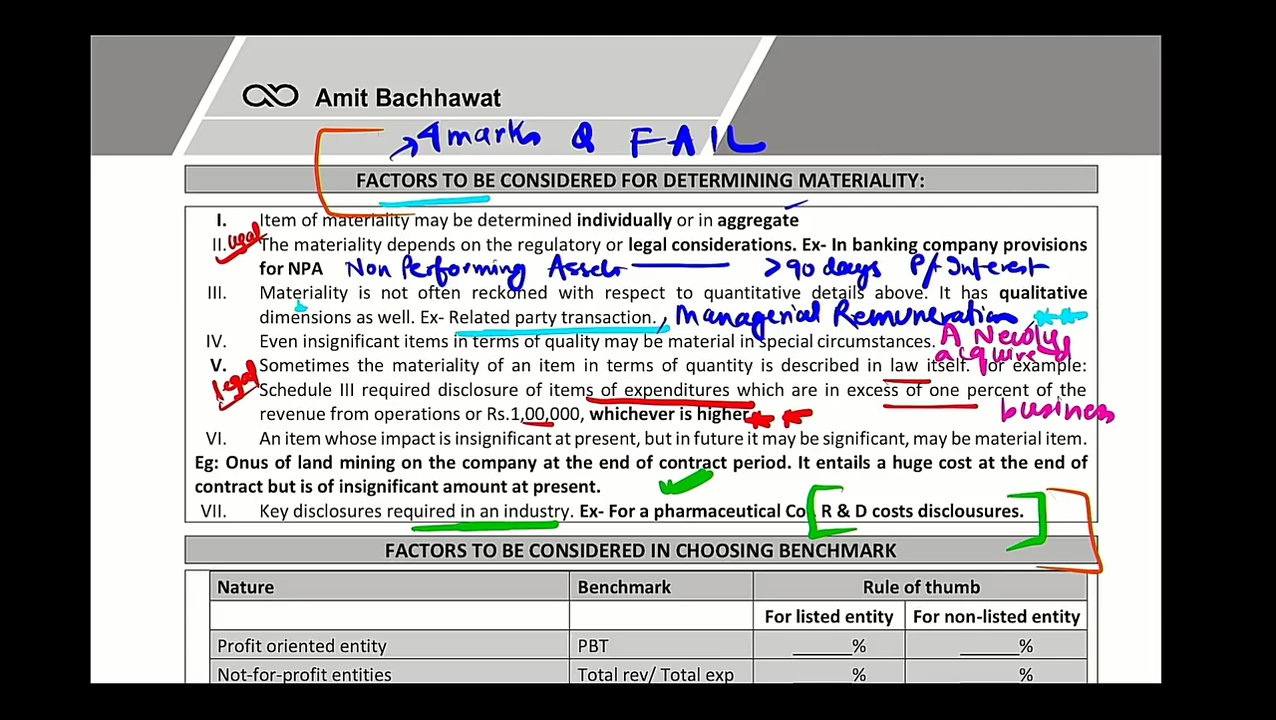 Amit Bachhawat
→ 4 marks Q FAIL
FACTORS TO BE CONSIDERED FOR DETERMINING MATERIALITY:
I. Item of materiality may be determined individually or in aggregate
II. legal The materiality depends on the regulatory or legal considerations. Ex- In banking company provisions
for NPA Non Performing Assets — >90 days P/f Interest
III. Materiality is not often reckoned with respect to quantitative details above. It has qualitative
dimensions as well. Ex- Related party transaction. , Managerial Remuneration
IV. Even insignificant items in terms of quality may be material in special circumstances. A Newly
acquired
V. Sometimes the materiality of an item in terms of quantity is described in law itself. For example:
legal Schedule III required disclosure of items of expenditures which are in excess of one percent of the
business
revenue from operations or Rs.1,00,000, whichever is higher
VI. An item whose impact is insignificant at present, but in future it may be significant, may be material item.
Eg: Onus of land mining on the company at the end of contract period. It entails a huge cost at the end of
contract but is of insignificant amount at present.
VII. Key disclosures required in an industry. Ex- For a pharmaceutical Co R & D costs disclousures.
FACTORS TO BE CONSIDERED IN CHOOSING BENCHMARK
Nature Benchmark Rule of thumb
For listed entity For non-listed entity
Profit oriented entity PBT ______% ______%
Not-for-profit entities Total rev/ Total exp % %